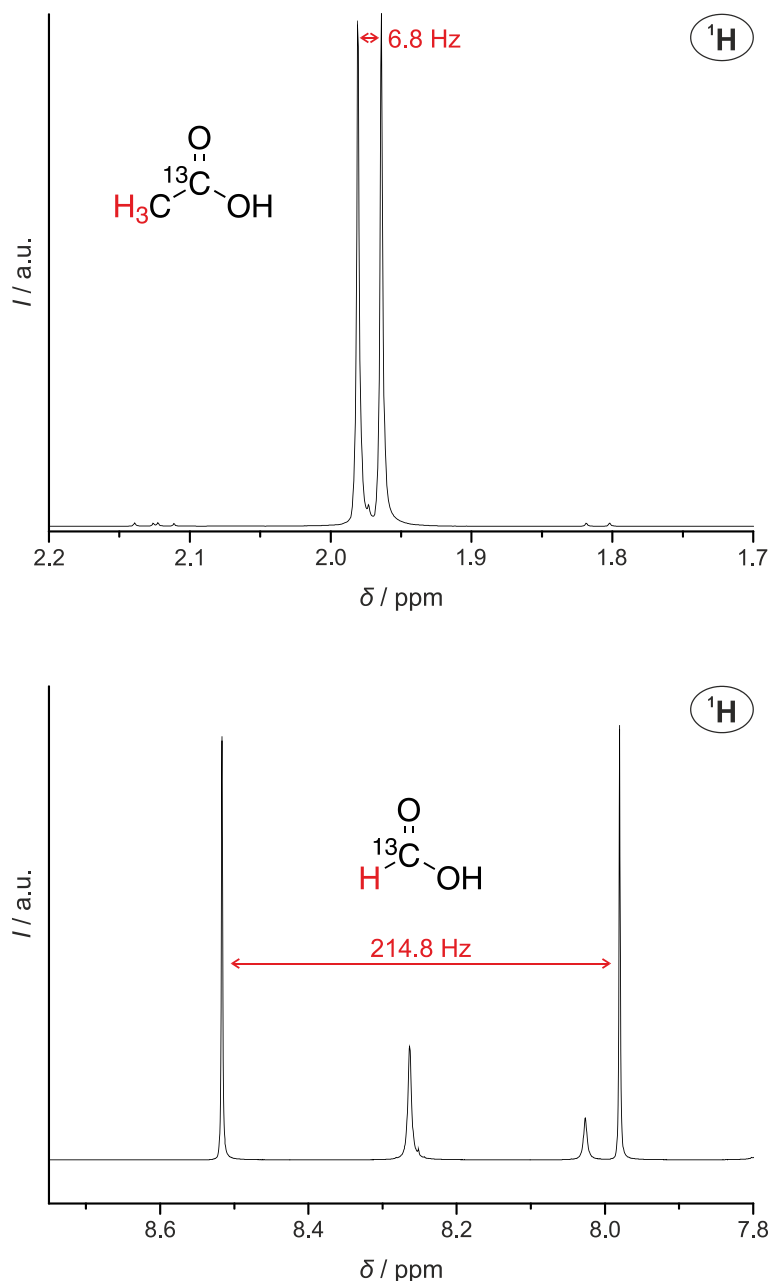 ¹H
6.8 Hz
O
¹³C
H₃C
OH
I / a.u.
2.2 2.1 2.0 1.9 1.8 1.7
δ / ppm
¹H
O
¹³C
H
OH
214.8 Hz
I / a.u.
8.6 8.4 8.2 8.0 7.8
δ / ppm